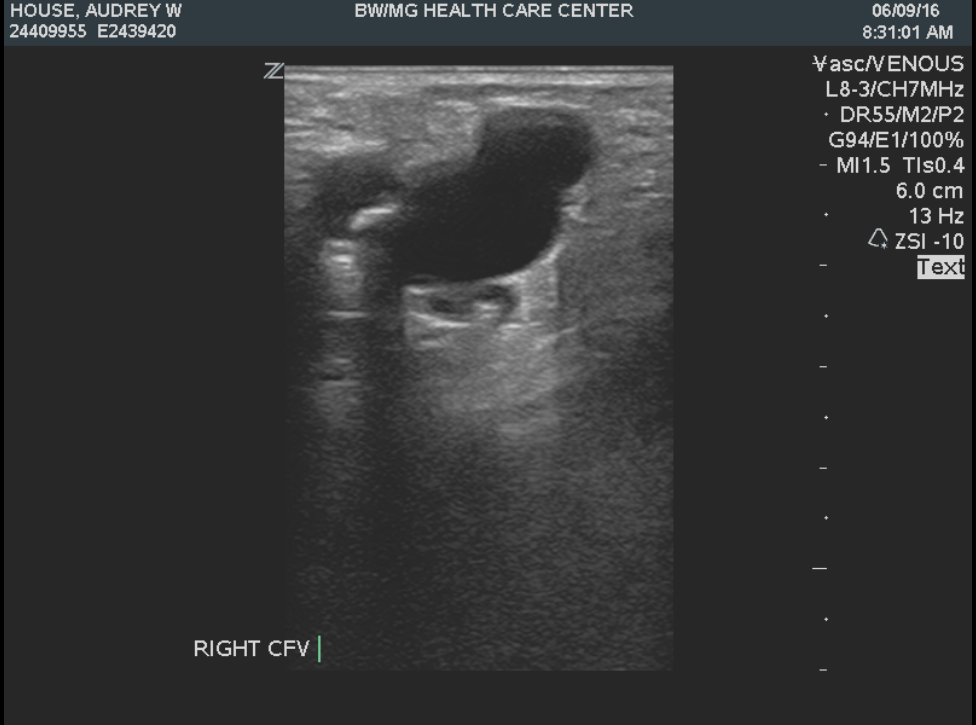 HOUSE, AUDREY W
24409955 E2439420
BW/MG HEALTH CARE CENTER
06/09/16
8:31:01 AM
Z
Vasc/VENOUS
L8-3/CH7MHz
DR55/M2/P2
G94/E1/100%
MI1.5 TIs0.4
6.0 cm
13 Hz
ZSI -10
Text
RIGHT CFV